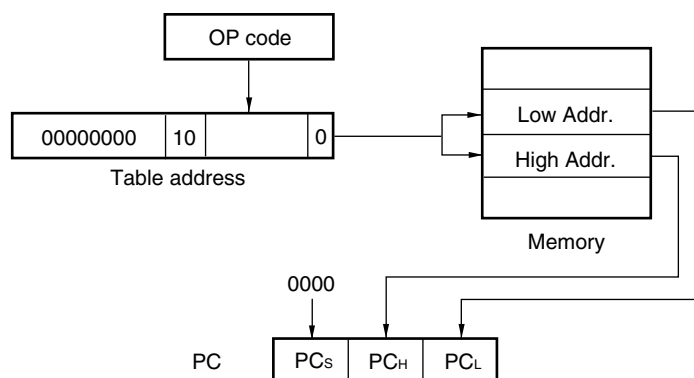 OP code
00000000 10 0
Table address
Low Addr.
High Addr.
Memory
0000
PC PCS PCH PCL